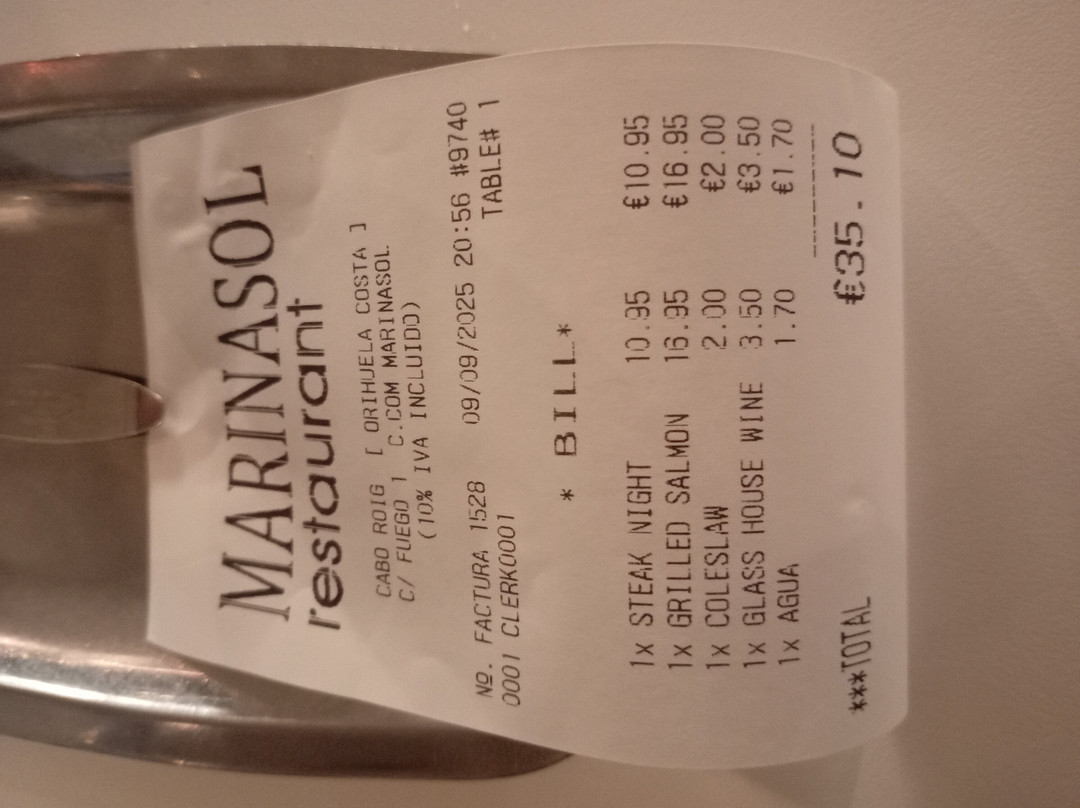 MARINASOL
restaurant
CABO ROIG [ ORIHUELA COSTA ]
C/ FUEGO 1 C.COM MARINASOL
(10% IVA INCLUIDO)
Nº. FACTURA 1528 09/09/2025 20:56 #9740
0001 CLERK0001 TABLE# 1
* BILL *
1x STEAK NIGHT 10.95 €10.95
1x GRILLED SALMON 16.95 €16.95
1x COLESLAW 2.00 €2.00
1x GLASS HOUSE WINE 3.50 €3.50
1x AGUA 1.70 €1.70
----------
***TOTAL €35.10